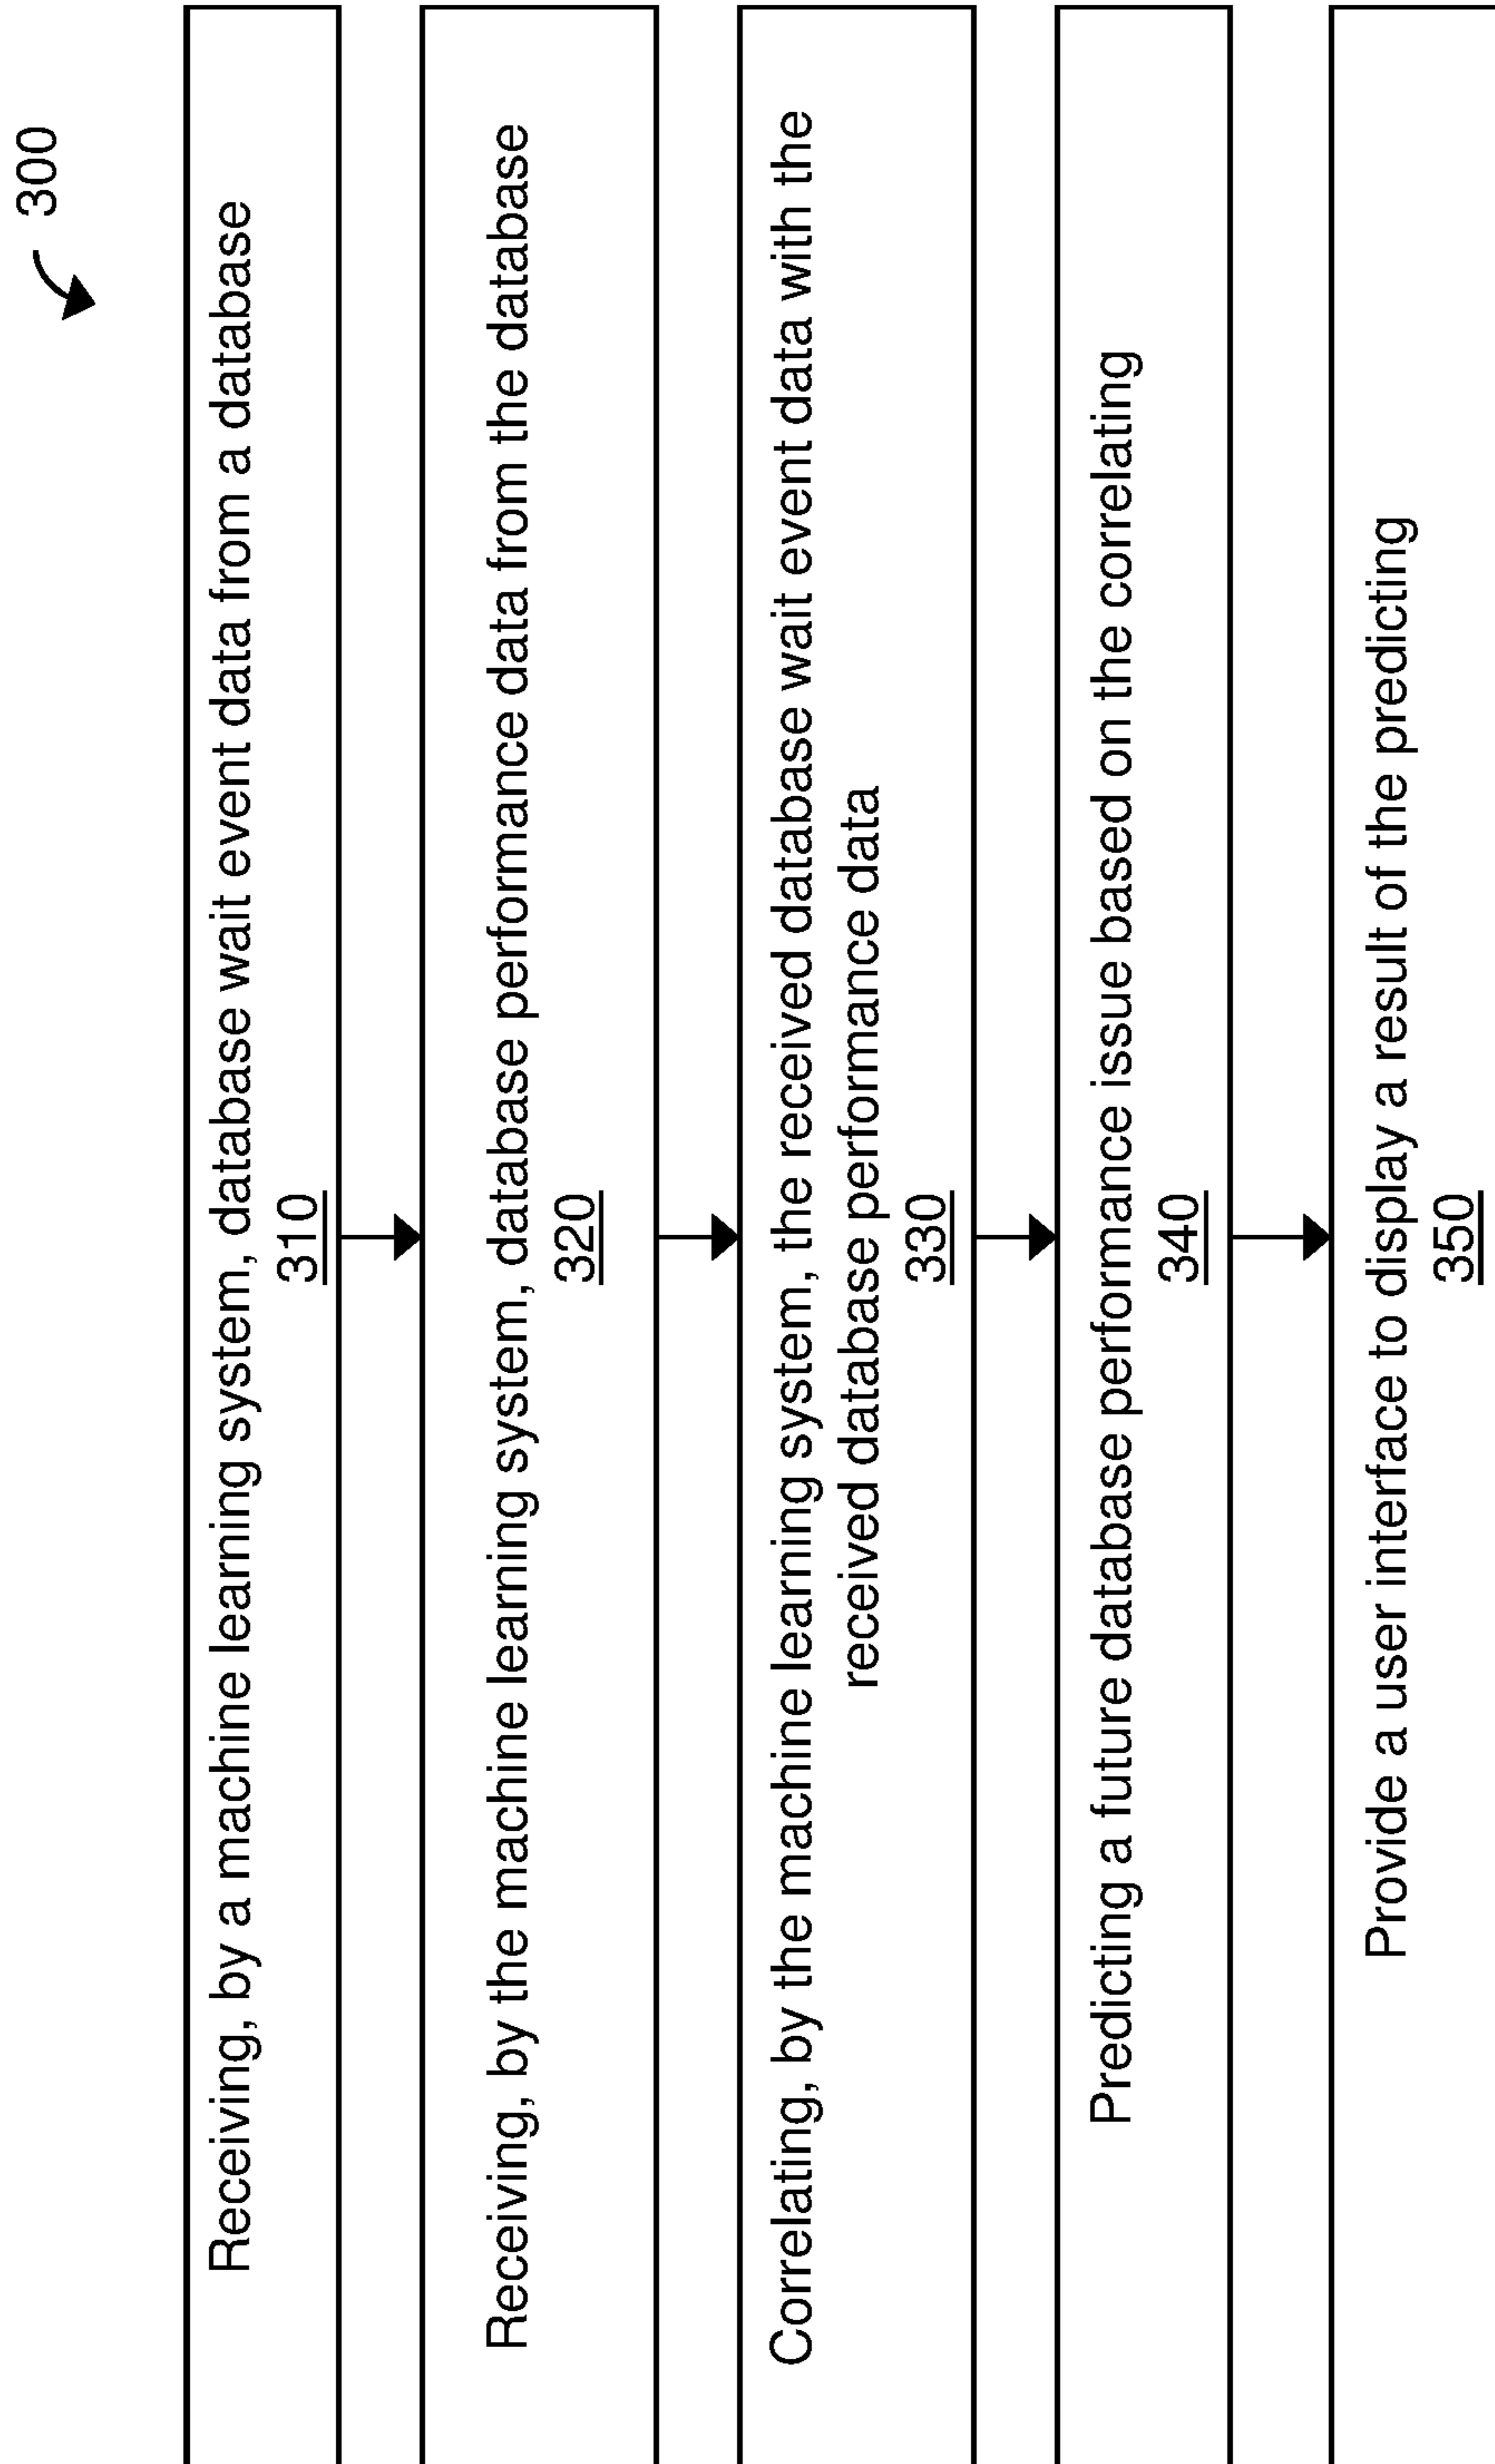 300
Receiving, by a machine learning system, database wait event data from a database
310
Receiving, by the machine learning system, database performance data from the database
320
Correlating, by the machine learning system, the received database wait event data with the
received database performance data
330
Predicting a future database performance issue based on the correlating
340
Provide a user interface to display a result of the predicting
350